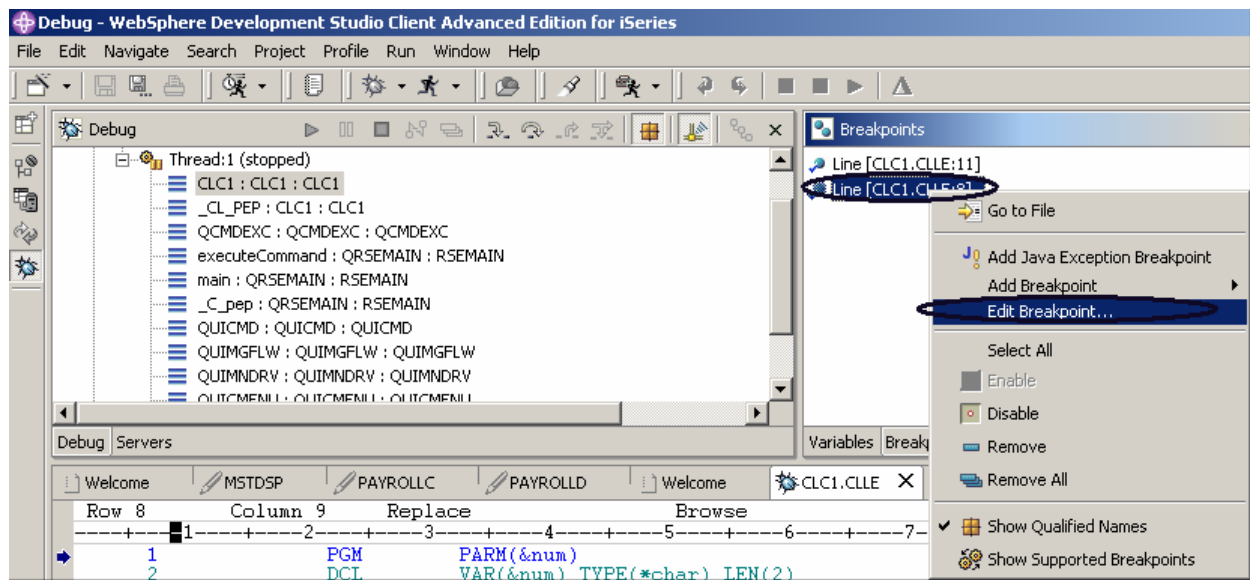 Debug - WebSphere Development Studio Client Advanced Edition for iSeries
File Edit Navigate Search Project Profile Run Window Help
Debug
Thread:1 (stopped)
CLC1 : CLC1 : CLC1
_CL_PEP : CLC1 : CLC1
QCMDEXC : QCMDEXC : QCMDEXC
executeCommand : QRSEMAIN : RSEMAIN
main : QRSEMAIN : RSEMAIN
_C_pep : QRSEMAIN : RSEMAIN
QUICMD : QUICMD : QUICMD
QUIMGFLW : QUIMGFLW : QUIMGFLW
QUIMNDRV : QUIMNDRV : QUIMNDRV
QUICMENU : QUICMENU : QUICMENU
Debug Servers
Breakpoints
Line [CLC1.CLLE:11]
Line [CLC1.CLLE:8]
Variables Breakp
Go to File
Add Java Exception Breakpoint
Add Breakpoint
Edit Breakpoint...
Select All
Enable
Disable
Remove
Remove All
Show Qualified Names
Show Supported Breakpoints
Welcome MSTDSP PAYROLLC PAYROLLD Welcome CLC1.CLLE
Row 8 Column 9 Replace Browse
----+---- 1----+----2----+----3----+----4----+----5----+----6----+----7-
1 PGM PARM(&num)
2 DCL VAR(&num) TYPE(*char) LEN(2)